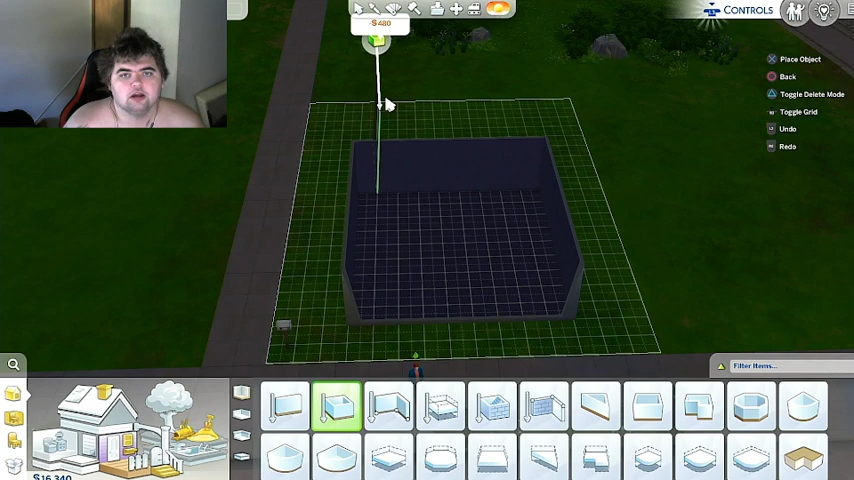 -§480
CONTROLS
Place Object
Back
Toggle Delete Mode
Toggle Grid
Undo
Redo
Filter Items...
§16,340